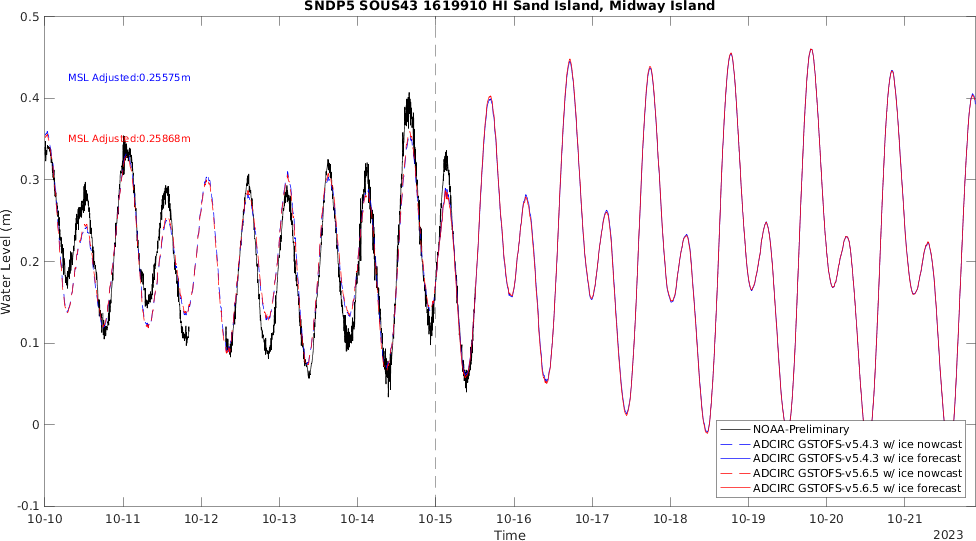 SNDP5 SOUS43 1619910 HI Sand Island, Midway Island
0.5
0.4
0.3
0.2
0.1
0
-0.1
Water Level (m)
MSL Adjusted:0.25575m
MSL Adjusted:0.25868m
NOAA-Preliminary
ADCIRC GSTOFS-v5.4.3 w/ ice nowcast
ADCIRC GSTOFS-v5.4.3 w/ ice forecast
ADCIRC GSTOFS-v5.6.5 w/ ice nowcast
ADCIRC GSTOFS-v5.6.5 w/ ice forecast
10-10 10-11 10-12 10-13 10-14 10-15 10-16 10-17 10-18 10-19 10-20 10-21
Time
2023